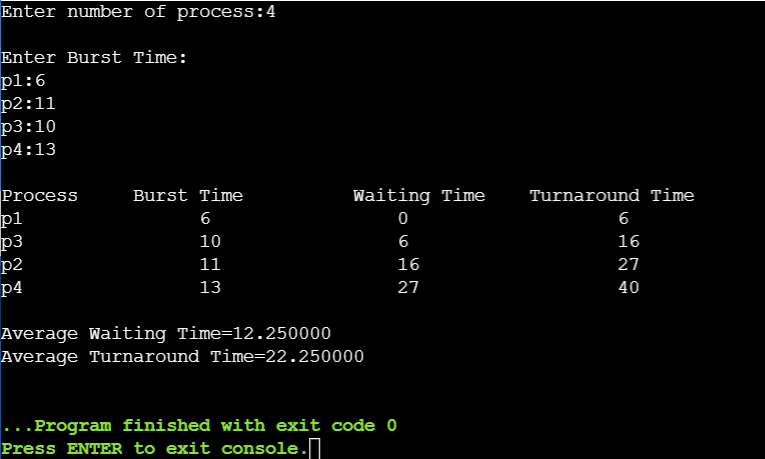 Enter number of process:4
Enter Burst Time:
p1:6
p2:11
p3:10
p4:13
Process Burst Time Waiting Time Turnaround Time
p1 6 0 6
p3 10 6 16
p2 11 16 27
p4 13 27 40
Average Waiting Time=12.250000
Average Turnaround Time=22.250000
...Program finished with exit code 0
Press ENTER to exit console.